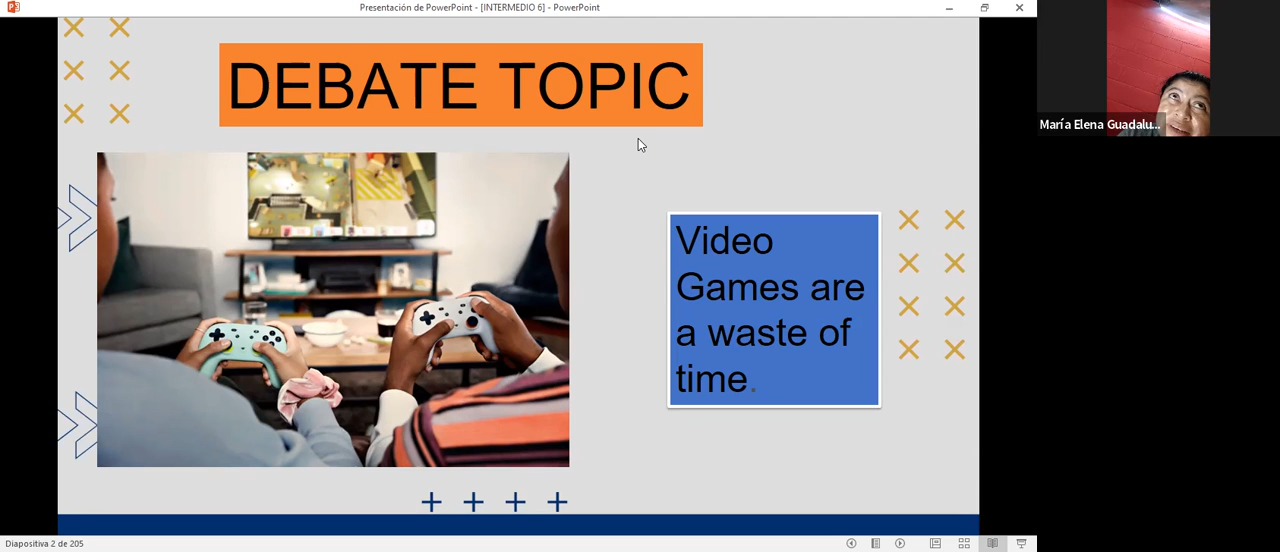 Presentación de PowerPoint - [INTERMEDIO 6] - PowerPoint
DEBATE TOPIC
Video
Games are
a waste of
time.
María Elena Guadalu...
Diapositiva 2 de 205